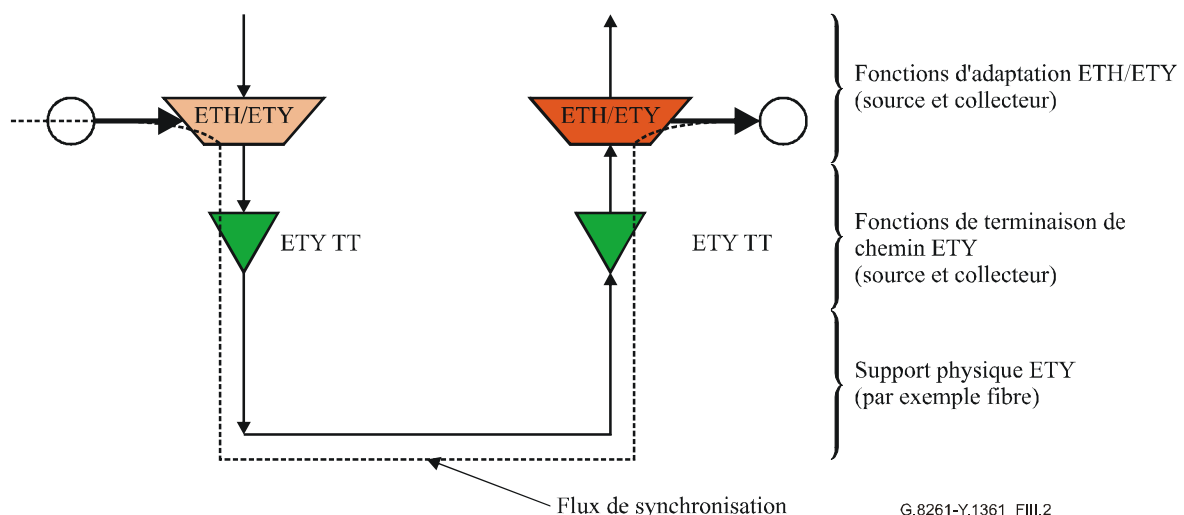 ETH/ETY
ETH/ETY
Fonctions d'adaptation ETH/ETY
(source et collecteur)
ETY TT
ETY TT
Fonctions de terminaison de
chemin ETY
(source et collecteur)
Support physique ETY
(par exemple fibre)
Flux de synchronisation
G.8261-Y.1361_FIII.2